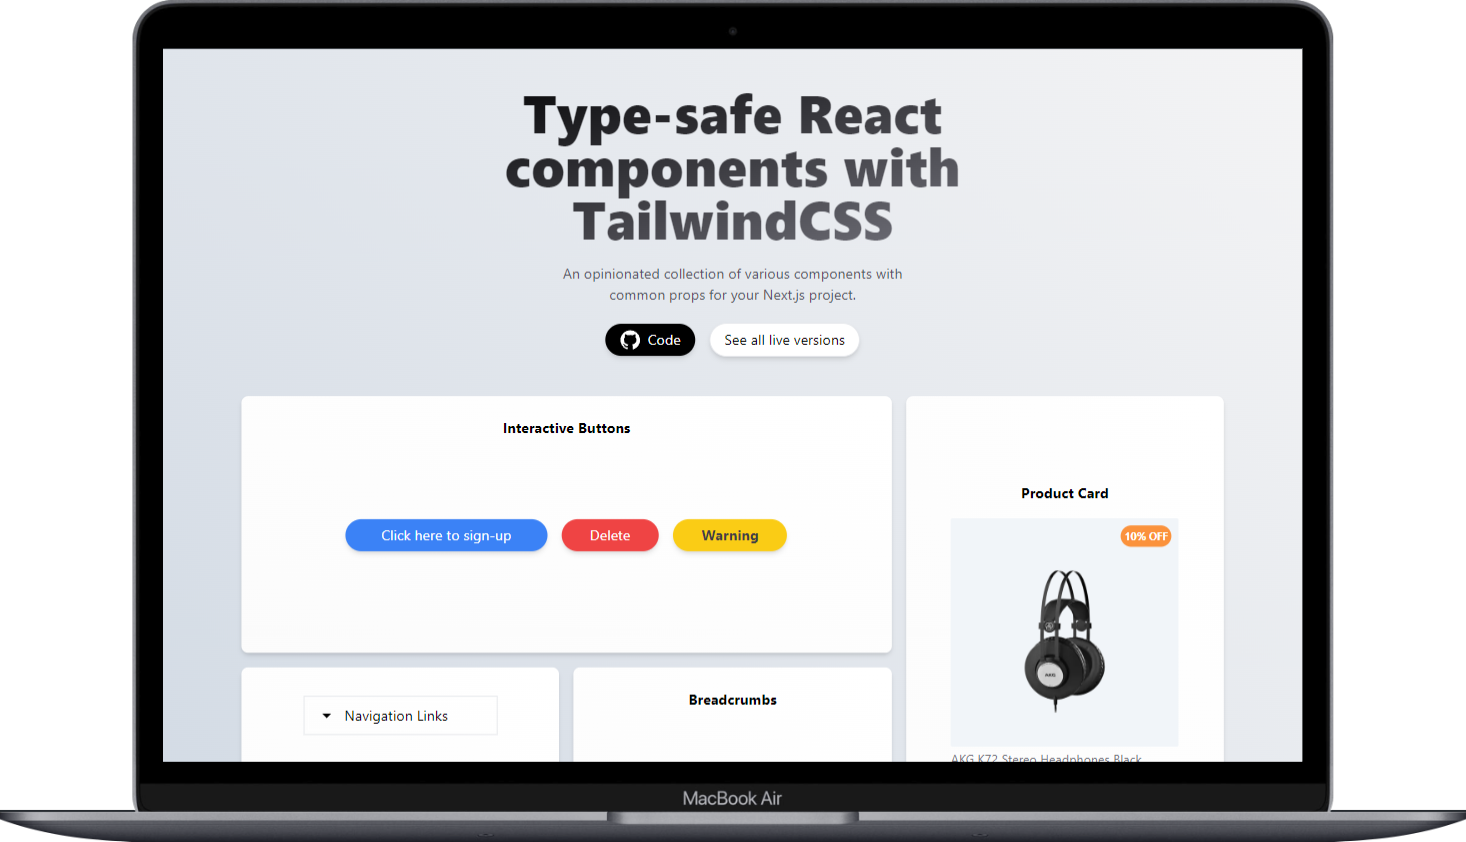 Type-safe React
components with
TailwindCSS
An opinionated collection of various components with
common props for your Next.js project.
Code
See all live versions
Interactive Buttons
Click here to sign-up
Delete
Warning
Product Card
10% OFF
AKG
AKG K72 Stereo Headphones Black
Navigation Links
Breadcrumbs
MacBook Air